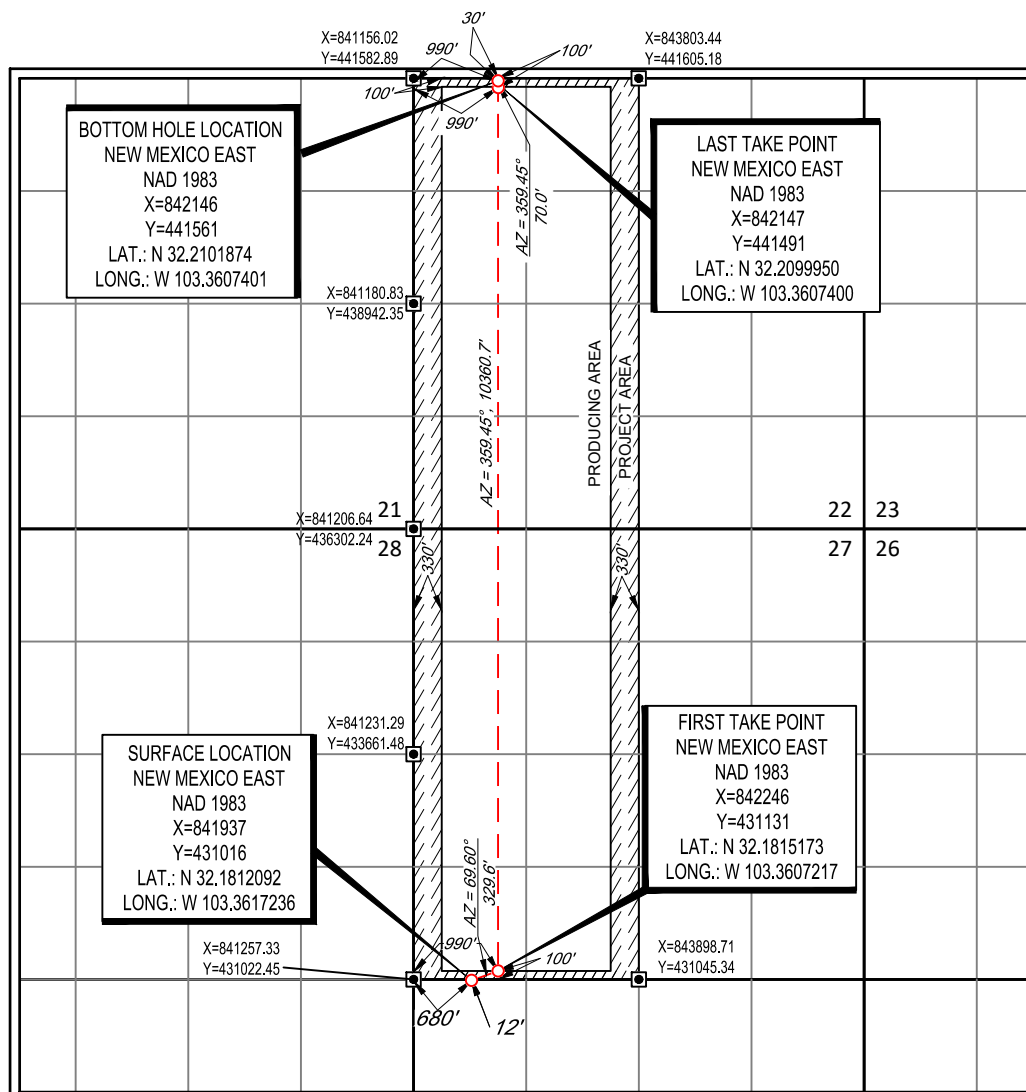 30'
X=841156.02
Y=441582.89
990'
100'
X=843803.44
Y=441605.18
100'
990'
BOTTOM HOLE LOCATION
NEW MEXICO EAST
NAD 1983
X=842146
Y=441561
LAT.: N 32.2101874
LONG.: W 103.3607401
AZ = 359.45°
70.0'
LAST TAKE POINT
NEW MEXICO EAST
NAD 1983
X=842147
Y=441491
LAT.: N 32.2099950
LONG.: W 103.3607400
X=841180.83
Y=438942.35
AZ = 359.45°, 10360.7'
PRODUCING AREA
PROJECT AREA
21
22
23
X=841206.64
Y=436302.24
28
27
26
330'
330'
X=841231.29
Y=433661.48
SURFACE LOCATION
NEW MEXICO EAST
NAD 1983
X=841937
Y=431016
LAT.: N 32.1812092
LONG.: W 103.3617236
AZ = 69.60°
329.6'
FIRST TAKE POINT
NEW MEXICO EAST
NAD 1983
X=842246
Y=431131
LAT.: N 32.1815173
LONG.: W 103.3607217
X=841257.33
Y=431022.45
990'
100'
X=843898.71
Y=431045.34
680'
12'